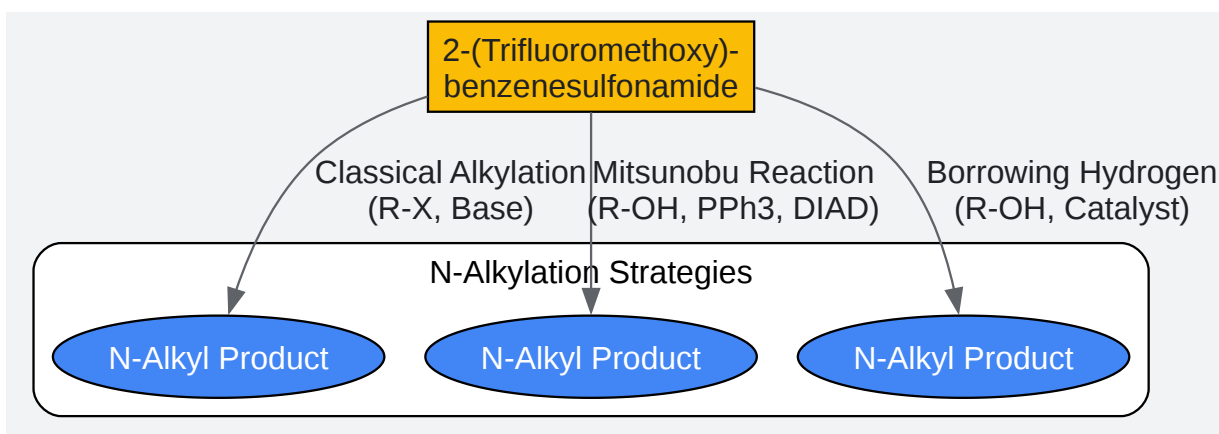 2-(Trifluoromethoxy)-
benzenesulfonamide
Classical Alkylation
(R-X, Base)
Mitsunobu Reaction
(R-OH, PPh3, DIAD)
Borrowing Hydrogen
(R-OH, Catalyst)
N-Alkylation Strategies
N-Alkyl Product
N-Alkyl Product
N-Alkyl Product